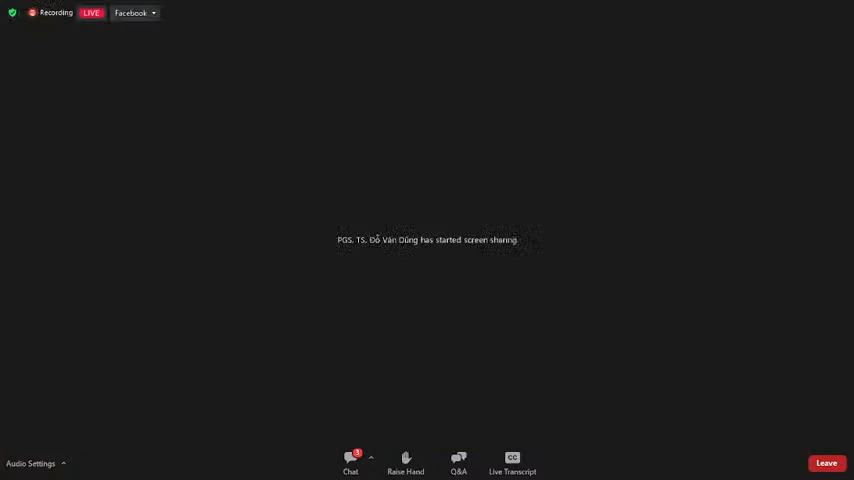 Recording LIVE Facebook
PGS. TS. Đỗ Văn Dũng has started screen sharing
Audio Settings
3
Chat Raise Hand Q&A CC Live Transcript Leave